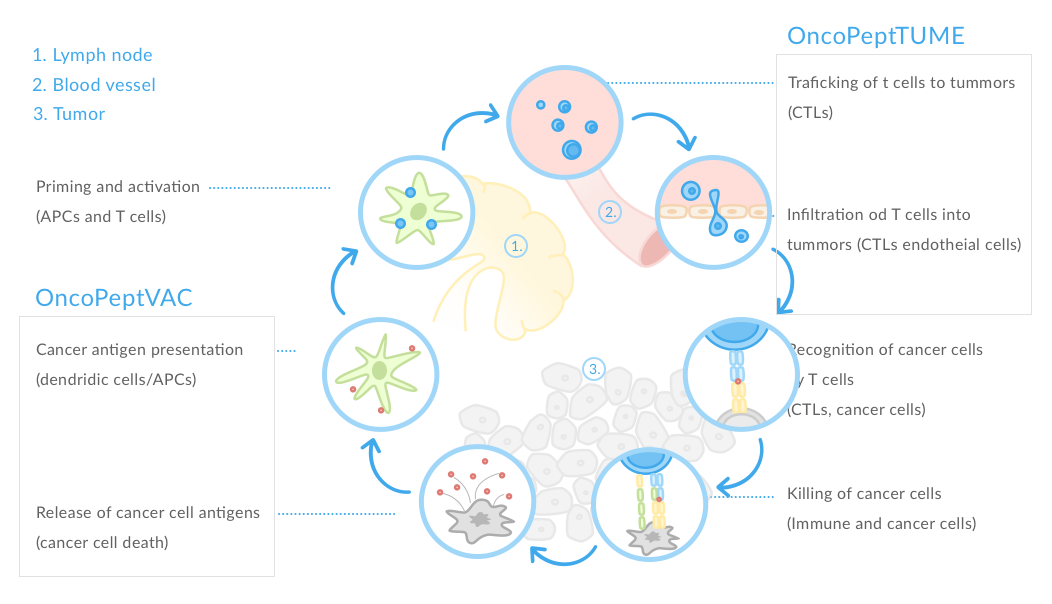 1. Lymph node
2. Blood vessel
3. Tumor
OncoPeptTUME
Traficking of t cells to tummors
(CTLs)
Priming and activation
(APCs and T cells)
Infiltration od T cells into
tummors (CTLs endotheial cells)
1.
2.
3.
OncoPeptVAC
Cancer antigen presentation
(dendridic cells/APCs)
Recognition of cancer cells
y T cells
(CTLs, cancer cells)
Release of cancer cell antigens
(cancer cell death)
Killing of cancer cells
(Immune and cancer cells)